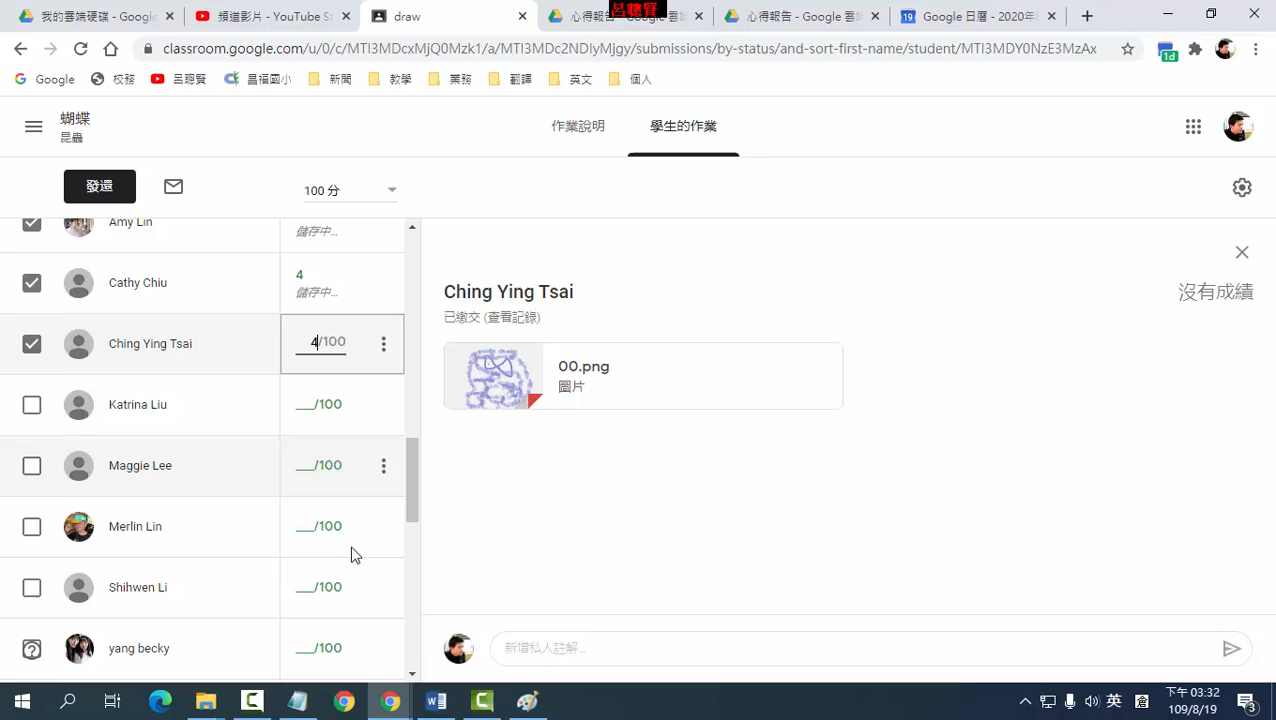 呂聰賢
我的雲端硬碟 - Goog
頻道影片 - YouTube S
draw
心得報告 - Google 雲端
心得報告 - Google 雲端
Google 日曆 - 2020年
classroom.google.com/u/0/c/MTI3MDcxMjQ0Mzk1/a/MTI3MDc2NDIyMjgy/submissions/by-status/and-sort-first-name/student/MTI3MDY0NzE3MzAx
1d
Google
校務
呂聰賢
昌福國小
新聞
教學
業務
翻譯
英文
個人
蝴蝶
昆蟲
作業說明
學生的作業
發還
100 分
Amy Lin
儲存中...
Cathy Chiu
4
儲存中...
Ching Ying Tsai
4/100
Katrina Liu
__/100
Maggie Lee
__/100
Merlin Lin
__/100
Shihwen Li
__/100
yang becky
__/100
Ching Ying Tsai
沒有成績
已繳交 (查看記錄)
00.png
圖片
新增私人註解...
英
下午 03:32
109/8/19
3